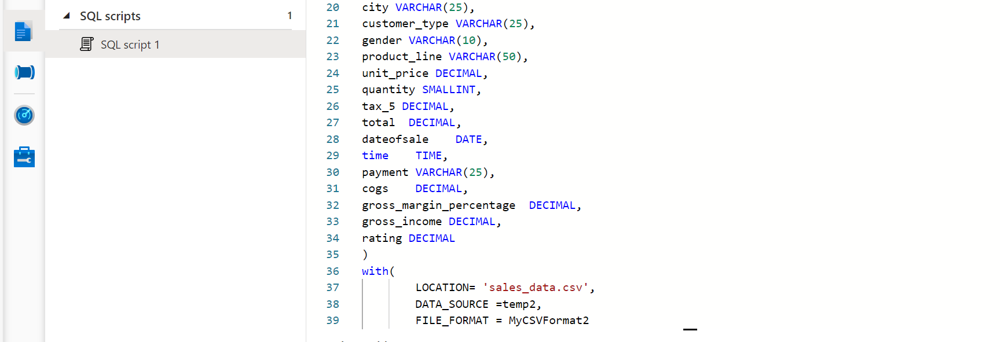 SQL scripts 1
SQL script 1
20 city VARCHAR(25),
21 customer_type VARCHAR(25),
22 gender VARCHAR(10),
23 product_line VARCHAR(50),
24 unit_price DECIMAL,
25 quantity SMALLINT,
26 tax_5 DECIMAL,
27 total  DECIMAL,
28 dateofsale    DATE,
29 time    TIME,
30 payment VARCHAR(25),
31 cogs    DECIMAL,
32 gross_margin_percentage  DECIMAL,
33 gross_income DECIMAL,
34 rating DECIMAL
35 )
36 with(
37         LOCATION= 'sales_data.csv',
38         DATA_SOURCE =temp2,
39         FILE_FORMAT = MyCSVFormat2